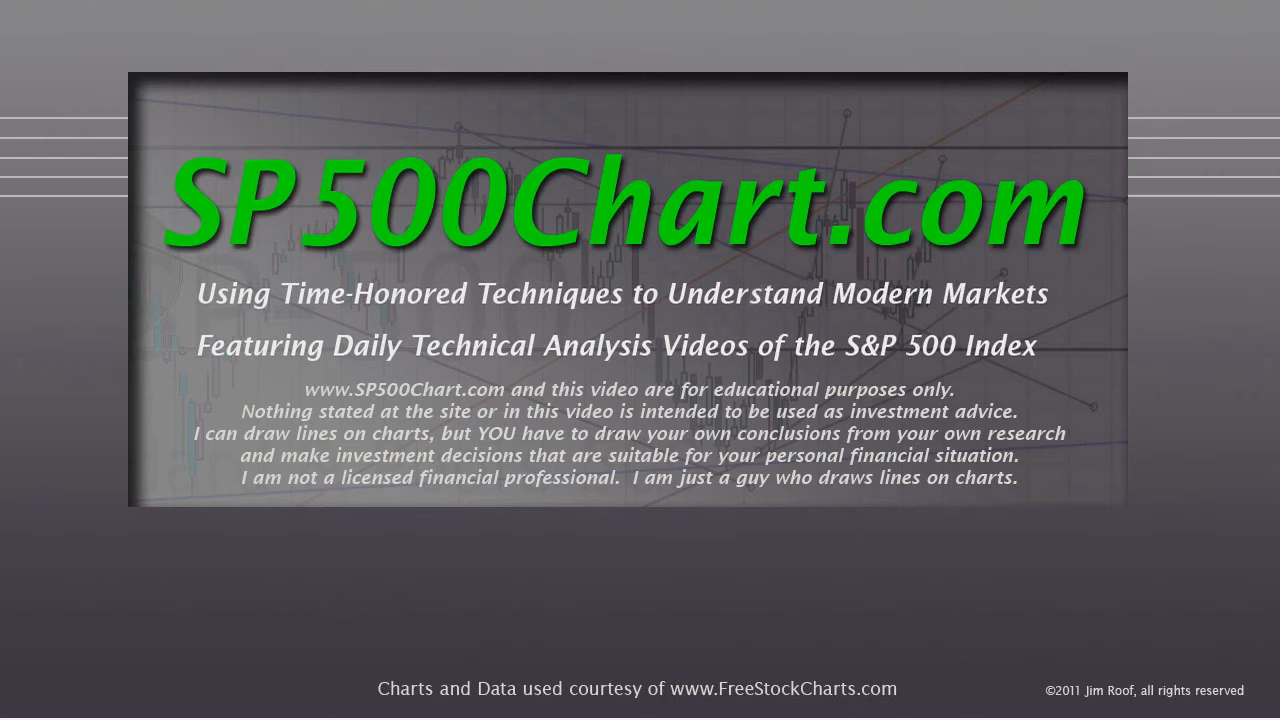 SP500Chart.com
Using Time-Honored Techniques to Understand Modern Markets
Featuring Daily Technical Analysis Videos of the S&P 500 Index
www.SP500Chart.com and this video are for educational purposes only.
Nothing stated at the site or in this video is intended to be used as investment advice.
I can draw lines on charts, but YOU have to draw your own conclusions from your own research
and make investment decisions that are suitable for your personal financial situation.
I am not a licensed financial professional.  I am just a guy who draws lines on charts.
Charts and Data used courtesy of www.FreeStockCharts.com
©2011 Jim Roof, all rights reserved